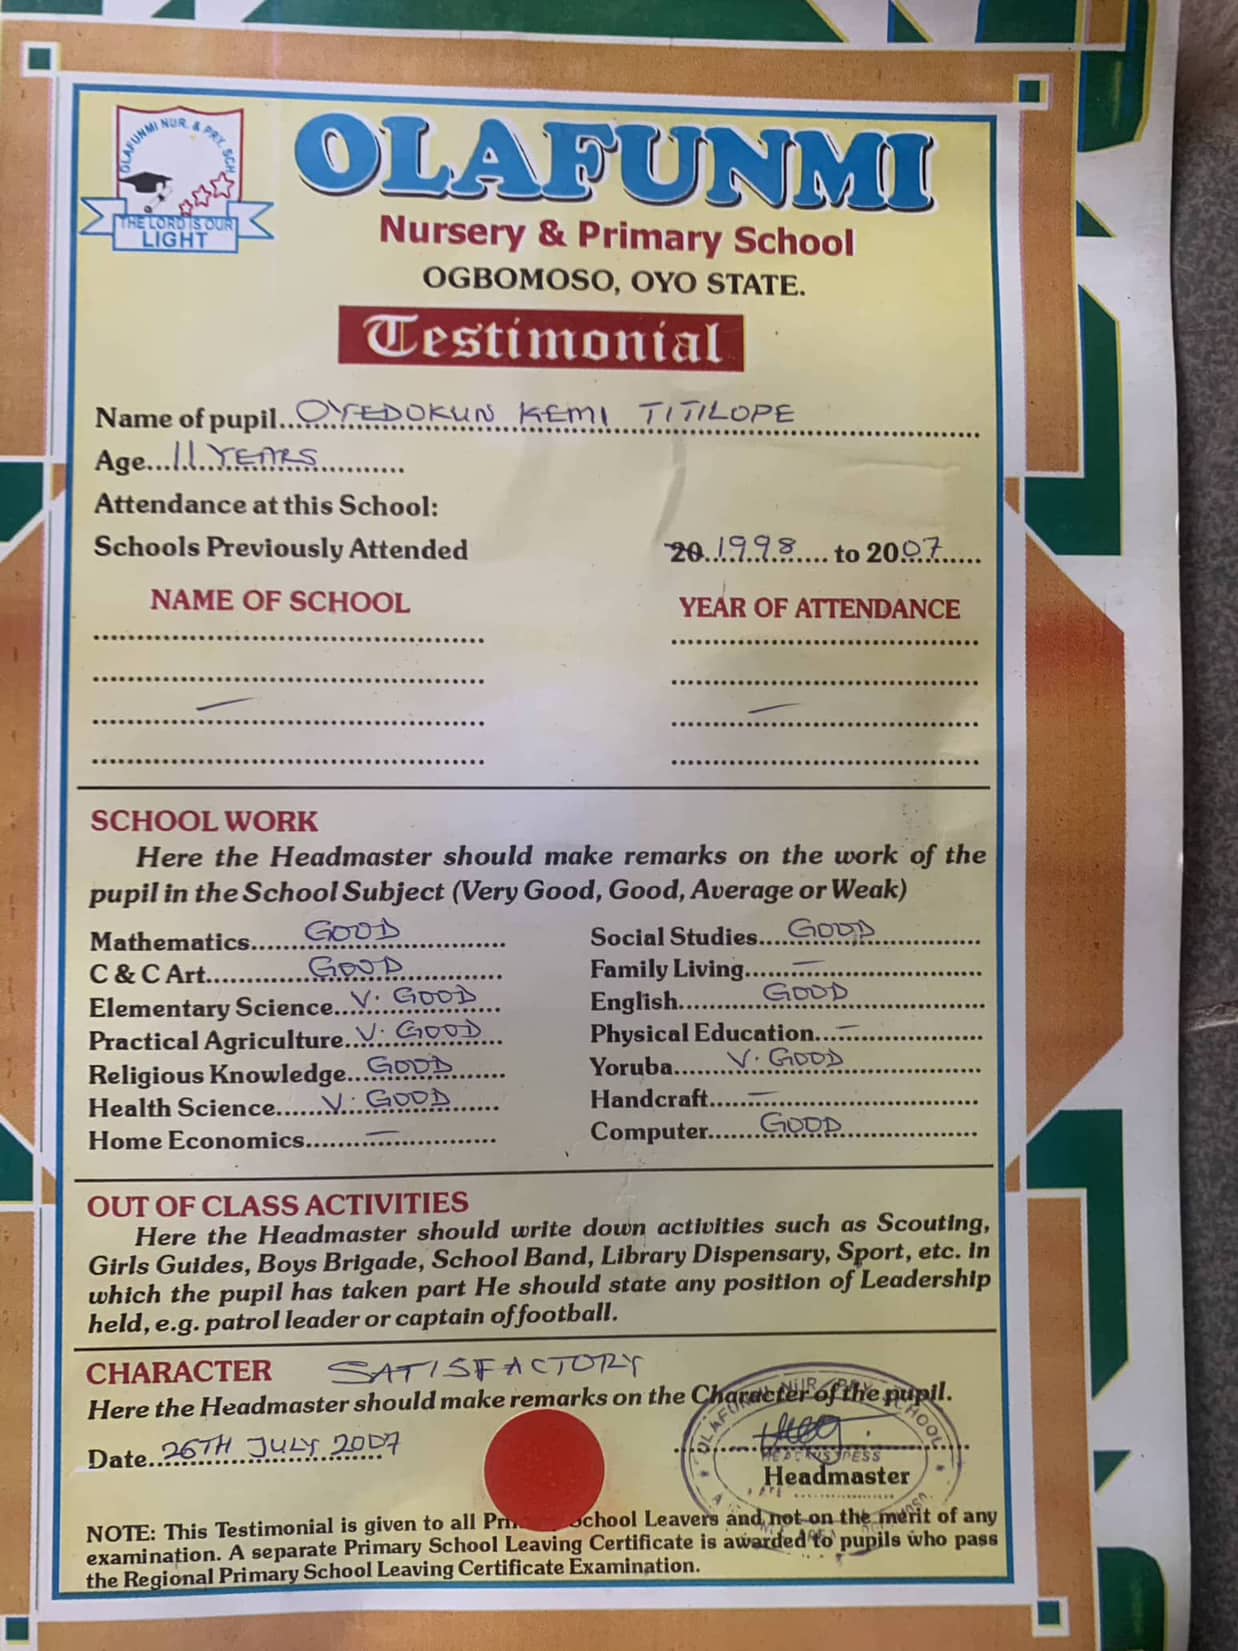 OLAFUNMI NUR. & PRY. SCH
THE LORD IS OUR
LIGHT
OLAFUNMI
Nursery & Primary School
OGBOMOSO, OYO STATE.
Testimonial
Name of pupil...OYEDOKUN KEMI TITILOPE
Age...11 YEARS
Attendance at this School:
Schools Previously Attended 20..1998.... to 2007......
NAME OF SCHOOL YEAR OF ATTENDANCE
— —
SCHOOL WORK
Here the Headmaster should make remarks on the work of the
pupil in the School Subject (Very Good, Good, Average or Weak)
Mathematics...GOOD Social Studies...GOOD
C & C Art...GOOD Family Living...—
Elementary Science...V. GOOD English...GOOD
Practical Agriculture...V. GOOD Physical Education...—
Religious Knowledge...GOOD Yoruba...V. GOOD
Health Science...V. GOOD Handcraft...—
Home Economics...— Computer...GOOD
OUT OF CLASS ACTIVITIES
Here the Headmaster should write down activities such as Scouting,
Girls Guides, Boys Brigade, School Band, Library Dispensary, Sport, etc. in
which the pupil has taken part He should state any position of Leadership
held, e.g. patrol leader or captain of football.
CHARACTER SATISFACTORY
Here the Headmaster should make remarks on the Character of the pupil.
OLAFUNMI NUR / PRY SCHOOL
Date..26TH JULY 2007
Headmaster
NOTE: This Testimonial is given to all School Leavers and not on the merit of any
examination. A separate Primary School Leaving Certificate is awarded to pupils who pass
the Regional Primary School Leaving Certificate Examination.